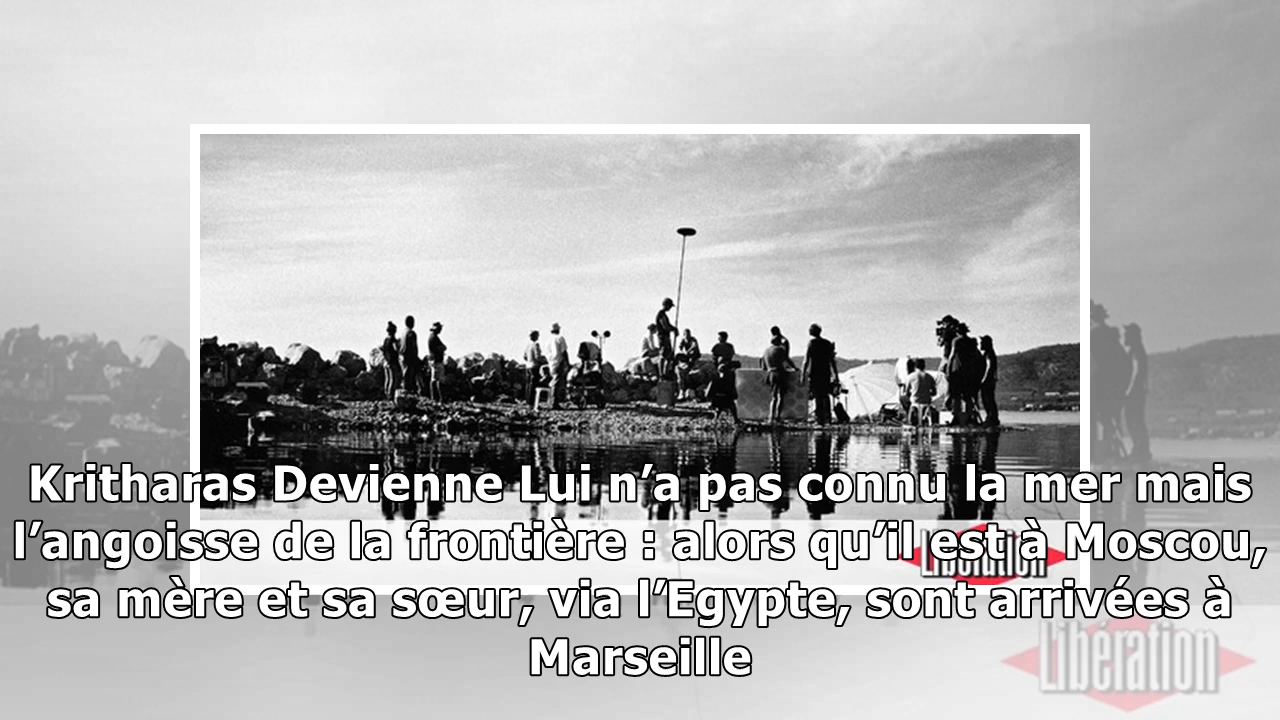 Kritharas Devienne Lui n’a pas connu la mer mais
l’angoisse de la frontière : alors qu’il est à Moscou,
sa mère et sa sœur, via l’Egypte, sont arrivées à
Marseille
Libération
Libération